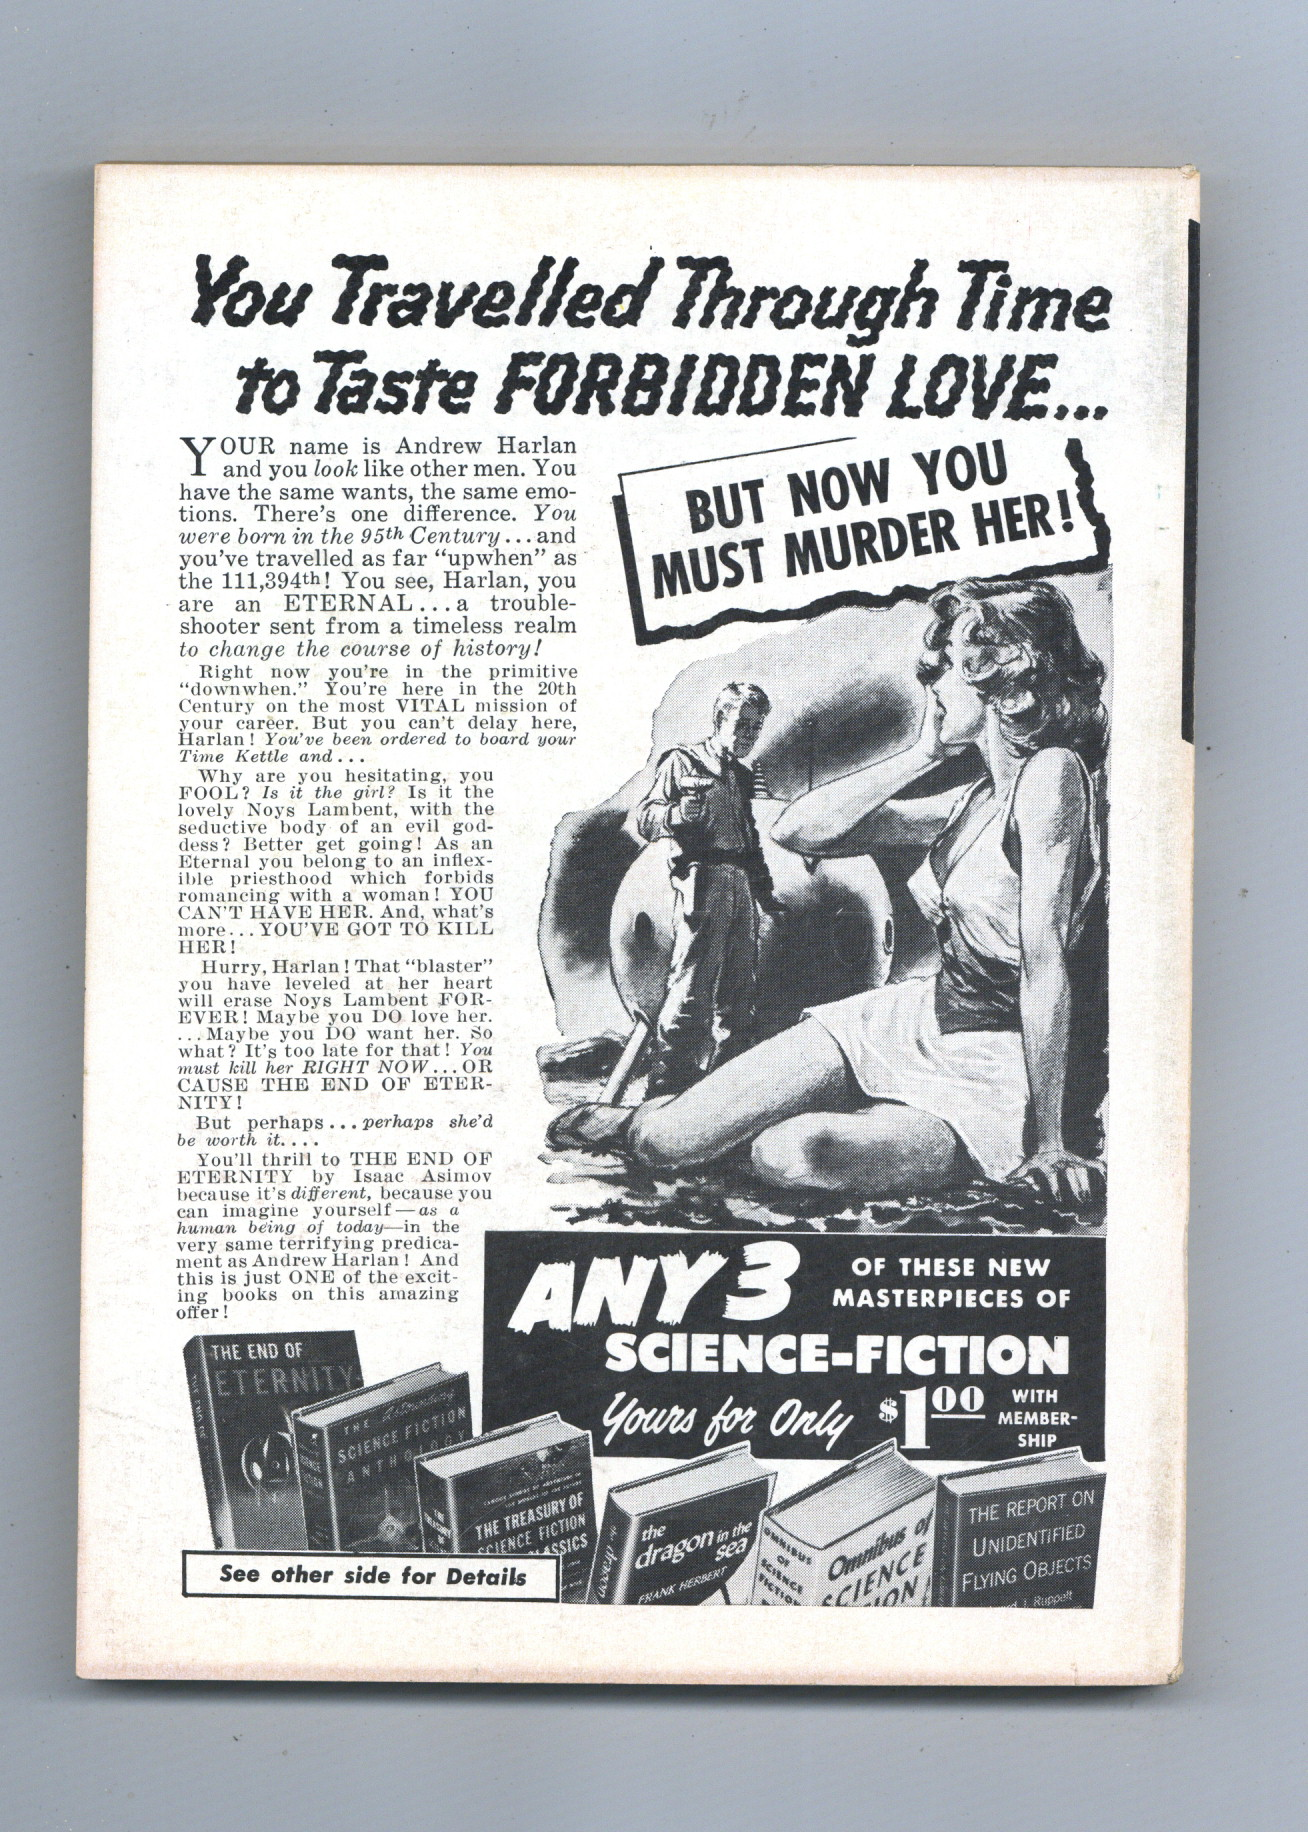 You Travelled Through Time
to Taste FORBIDDEN LOVE...
YOUR name is Andrew Harlan
and you look like other men. You
have the same wants, the same emo-
tions. There's one difference. You
were born in the 95th Century...and
you've travelled as far "upwhen" as
the 111,394th! You see, Harlan, you
are an ETERNAL...a trouble-
shooter sent from a timeless realm
to change the course of history!
Right now you're in the primitive
"downwhen." You're here in the 20th
Century on the most VITAL mission of
your career. But you can't delay here,
Harlan! You've been ordered to board your
Time Kettle and...
Why are you hesitating, you
FOOL? Is it the girl? Is it the
lovely Noys Lambent, with the
seductive body of an evil god-
dess? Better get going! As an
Eternal you belong to an inflex-
ible priesthood which forbids
romancing with a woman! YOU
CAN'T HAVE HER. And, what's
more...YOU'VE GOT TO KILL
HER!
Hurry, Harlan! That "blaster"
you have leveled at her heart
will erase Noys Lambent FOR-
EVER! Maybe you DO love her.
...Maybe you DO want her. So
what? It's too late for that! You
must kill her RIGHT NOW...OR
CAUSE THE END OF ETER-
NITY!
But perhaps...perhaps she'd
be worth it....
You'll thrill to THE END OF
ETERNITY by Isaac Asimov
because it's different, because you
can imagine yourself—as a
human being of today—in the
very same terrifying predica-
ment as Andrew Harlan! And
this is just ONE of the excit-
ing books on this amazing
offer!
BUT NOW YOU
MUST MURDER HER!
ANY 3
OF THESE NEW
MASTERPIECES OF
SCIENCE-FICTION
Yours for Only $1.00
WITH
MEMBER-
SHIP
THE END OF
ETERNITY
THE Astounding
SCIENCE FICTION
ANTHOLOGY
THE TREASURY OF
SCIENCE FICTION
CLASSICS
the
dragon in the
sea
FRANK HERBERT
the dragon
OMNIBUS
OF
SCIENCE
FICTION
Omnibus of
SCIENCE
THE REPORT ON
UNIDENTIFIED
FLYING OBJECTS
J. Ruppelt
See other side for Details